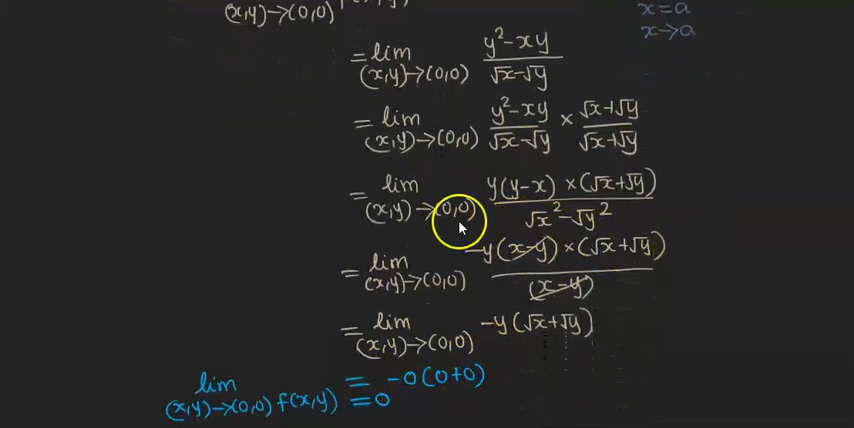 (x,y)→(0,0) f(x,y)
x=a
x→a
= lim (x,y)→(0,0) y²-xy / √x-√y
= lim (x,y)→(0,0) y²-xy / √x-√y × √x+√y / √x+√y
= lim (x,y)→(0,0) y(y-x) ×(√x+√y) / √x²-√y²
= lim (x,y)→(0,0) -y(x-y) ×(√x+√y) / (x-y)
= lim (x,y)→(0,0) -y(√x+√y)
= -0(0+0)
lim (x,y)→(0,0) f(x,y) = 0